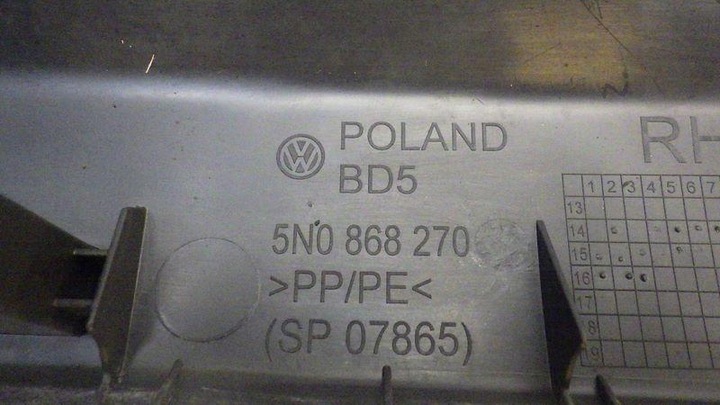 POLAND
BD5
RH
5N0 868 270
>PP/PE<
(SP 07865)
1 2 3 4 5 6 7
13
14
15
16
17
19